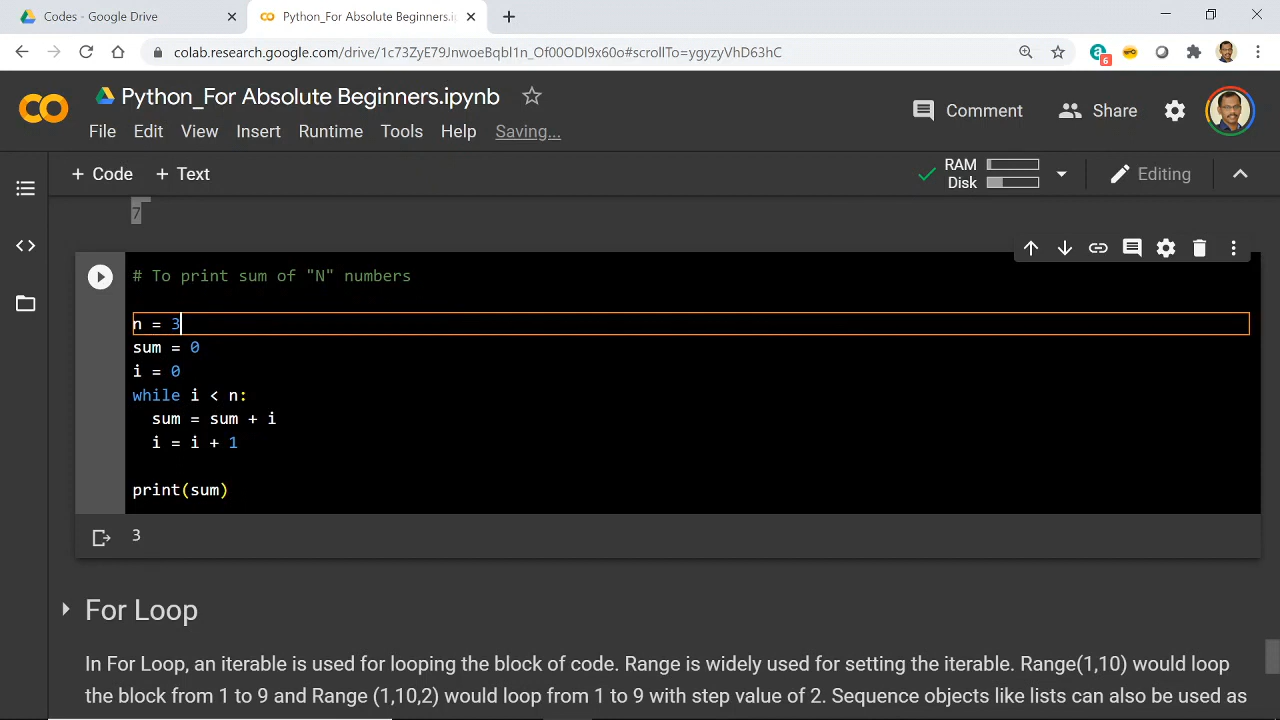 Codes - Google Drive
Python_For Absolute Beginners.ip
colab.research.google.com/drive/1c73ZyE79JnwoeBqbI1n_Of00ODl9x60o#scrollTo=ygyzyVhD63hC
6
Python_For Absolute Beginners.ipynb
Comment
Share
File Edit View Insert Runtime Tools Help Saving...
+ Code + Text
RAM
Disk
Editing
7
# To print sum of "N" numbers
n = 3
sum = 0
i = 0
while i < n:
sum = sum + i
i = i + 1
print(sum)
3
For Loop
In For Loop, an iterable is used for looping the block of code. Range is widely used for setting the iterable. Range(1,10) would loop
the block from 1 to 9 and Range (1,10,2) would loop from 1 to 9 with step value of 2. Sequence objects like lists can also be used as